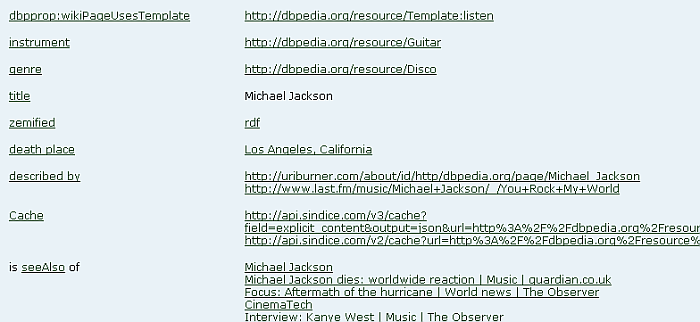 dbpprop:wikiPageUsesTemplate http://dbpedia.org/resource/Template:listen
instrument http://dbpedia.org/resource/Guitar
genre http://dbpedia.org/resource/Disco
title Michael Jackson
zemified rdf
death place Los Angeles, California
described by http://uriburner.com/about/id/http/dbpedia.org/page/Michael_Jackson
http://www.last.fm/music/Michael+Jackson/_/You+Rock+My+World
Cache http://api.sindice.com/v3/cache?
field=explicit_content&output=json&url=http%3A%2F%2Fdbpedia.org%2Fresour
http://api.sindice.com/v2/cache?url=http%3A%2F%2Fdbpedia.org%2Fresource%
is seeAlso of Michael Jackson
Michael Jackson dies: worldwide reaction | Music | guardian.co.uk
Focus: Aftermath of the hurricane | World news | The Observer
CinemaTech
Interview: Kanye West | Music | The Observer